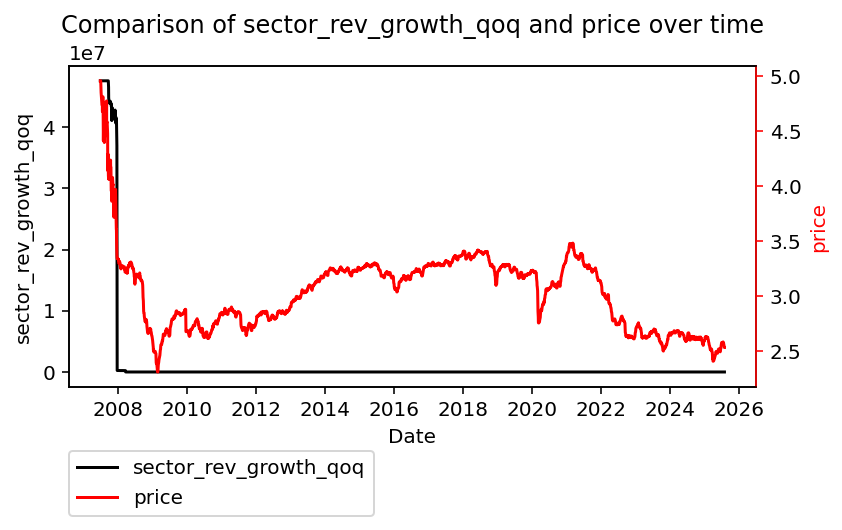 Comparison of sector_rev_growth_qoq and price over time
1e7
5.0
4.5
4.0
3.5
3.0
2.5
price
4
3
2
1
0
sector_rev_growth_qoq
2008 2010 2012 2014 2016 2018 2020 2022 2024 2026
Date
sector_rev_growth_qoq
price